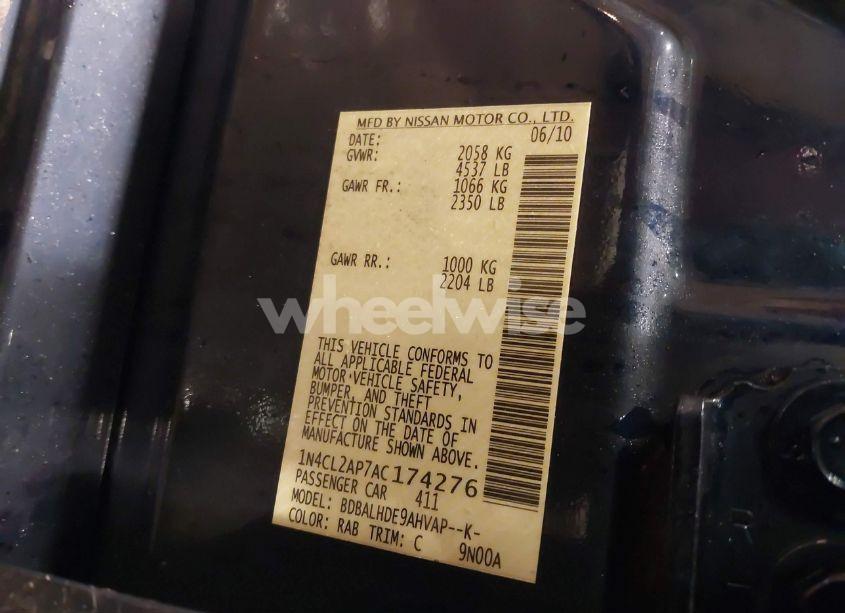 MFD BY NISSAN MOTOR CO., LTD.
DATE: 06/10
GVWR: 2058 KG
4537 LB
GAWR FR.: 1066 KG
2350 LB
GAWR RR.: 1000 KG
2204 LB
wheelwise
THIS VEHICLE CONFORMS TO
ALL APPLICABLE FEDERAL
MOTOR VEHICLE SAFETY,
BUMPER, AND THEFT
PREVENTION STANDARDS IN
EFFECT ON THE DATE OF
MANUFACTURE SHOWN ABOVE.
1N4CL2AP7AC174276
PASSENGER CAR 411
MODEL: BDBALHDE9AHVAP--K-
COLOR: RAB TRIM: C 9N00A